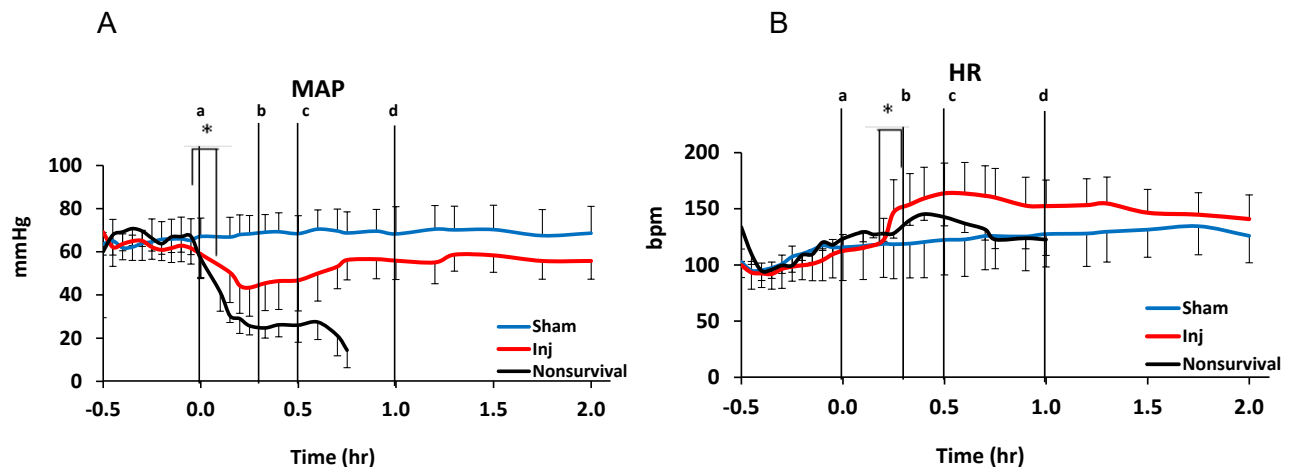 A
MAP
a
b
c
d
*
mmHg
100
80
60
40
20
0
Sham
Inj
Nonsurvival
-0.5
0.0
0.5
1.0
1.5
2.0
Time (hr)
B
HR
a
b
c
d
*
bpm
200
150
100
50
0
Sham
Inj
Nonsurvival
-0.5
0.0
0.5
1.0
1.5
2.0
Time (hr)